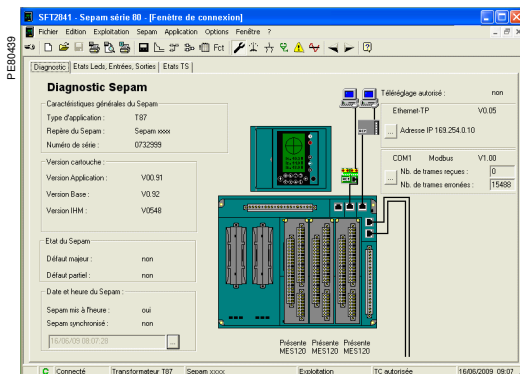 PE80439
SFT2841 - Sepam série 80 - [Fenêtre de connexion]
Fichier Edition Exploitation Sepam Application Options Fenêtre ?
Fct
Diagnostic Etats Leds, Entrées, Sorties Etats TS
Diagnostic Sepam
Caractéristiques générales du Sepam
Type d'application : T87
Repère du Sepam : Sepam xxxx
Numéro de série : 0732999
Version cartouche :
Version Application : V00.91
Version Base : V0.92
Version IHM : V0548
Etat du Sepam
Défaut majeur : non
Défaut partiel : non
Date et heure du Sepam :
Sepam mis à l'heure : oui
Sepam synchronisé : non
16/06/09 08:07:28 ...
Téléréglage autorisé : non
Ethernet-TP V0.05
... Adresse IP 169.254.0.10
COM1 Modbus V1.00
Nb. de trames reçues : 0
... Nb. de trames erronées : 15488
Présente Présente Présente
MES120 MES120 MES120
Connecté Transformateur T87 Sepam xxxx Exploitation TC autorisée 16/06/2009 09:07